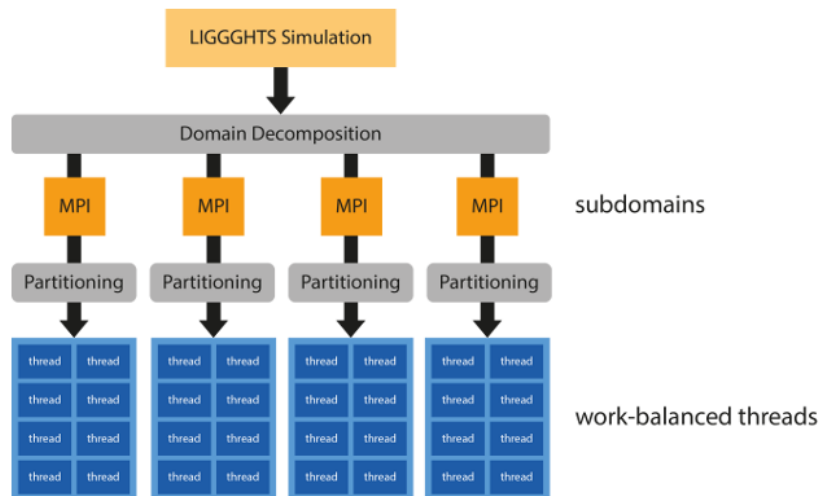 LIGGGHTS Simulation
Domain Decomposition
MPI MPI MPI MPI
subdomains
Partitioning Partitioning Partitioning Partitioning
thread thread thread thread thread thread thread thread
thread thread thread thread thread thread thread thread
work-balanced threads
thread thread thread thread thread thread thread thread
thread thread thread thread thread thread thread thread